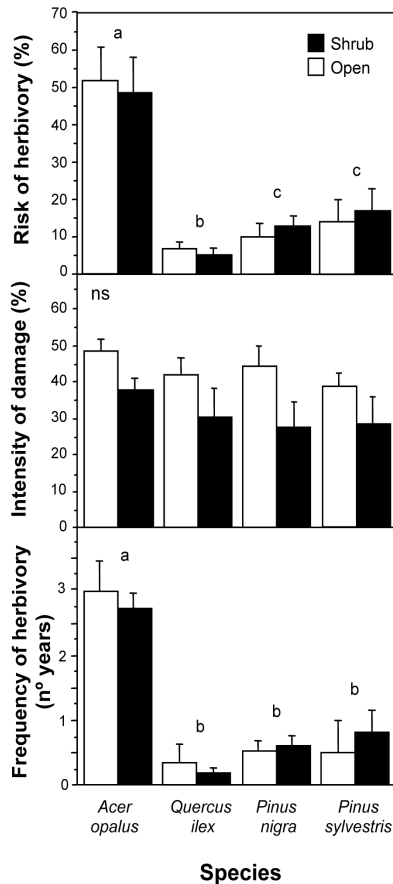 Risk of herbivory (%)
70
60
50
40
30
20
10
0
a
b
c
c
Shrub
Open
Intensity of damage (%)
ns
50
40
30
20
10
0
Frequency of herbivory
(nº years)
3
2
1
0
a
b
b
b
Acer
opalus
Quercus
ilex
Pinus
nigra
Pinus
sylvestris
Species